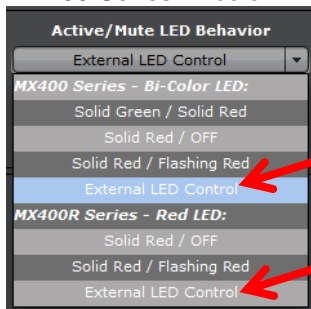 Active/Mute LED Behavior
External LED Control
MX400 Series - Bi-Color LED:
Solid Green / Solid Red
Solid Red / OFF
Solid Red / Flashing Red
External LED Control
MX400R Series - Red LED:
Solid Red / OFF
Solid Red / Flashing Red
External LED Control